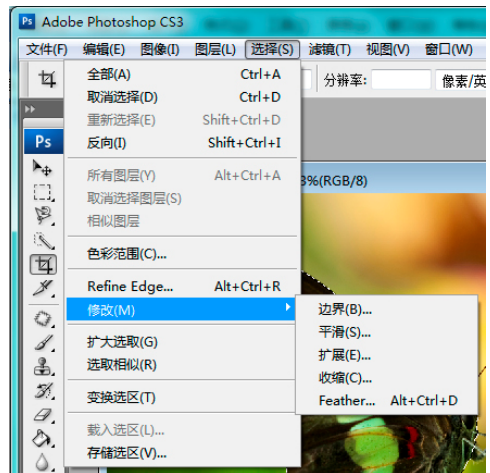 Ps Adobe Photoshop CS3
文件(F) 编辑(E) 图像(I) 图层(L) 选择(S) 滤镜(T) 视图(V) 窗口(W)
分辨率: 像素/英
全部(A) Ctrl+A
取消选择(D) Ctrl+D
重新选择(E) Shift+Ctrl+D
反向(I) Shift+Ctrl+I
Ps
所有图层(Y) Alt+Ctrl+A
3%(RGB/8)
取消选择图层(S)
相似图层
色彩范围(C)...
Refine Edge... Alt+Ctrl+R
修改(M)
边界(B)...
平滑(S)...
扩展(E)...
收缩(C)...
Feather... Alt+Ctrl+D
扩大选取(G)
选取相似(R)
变换选区(T)
载入选区(L)...
存储选区(V)...